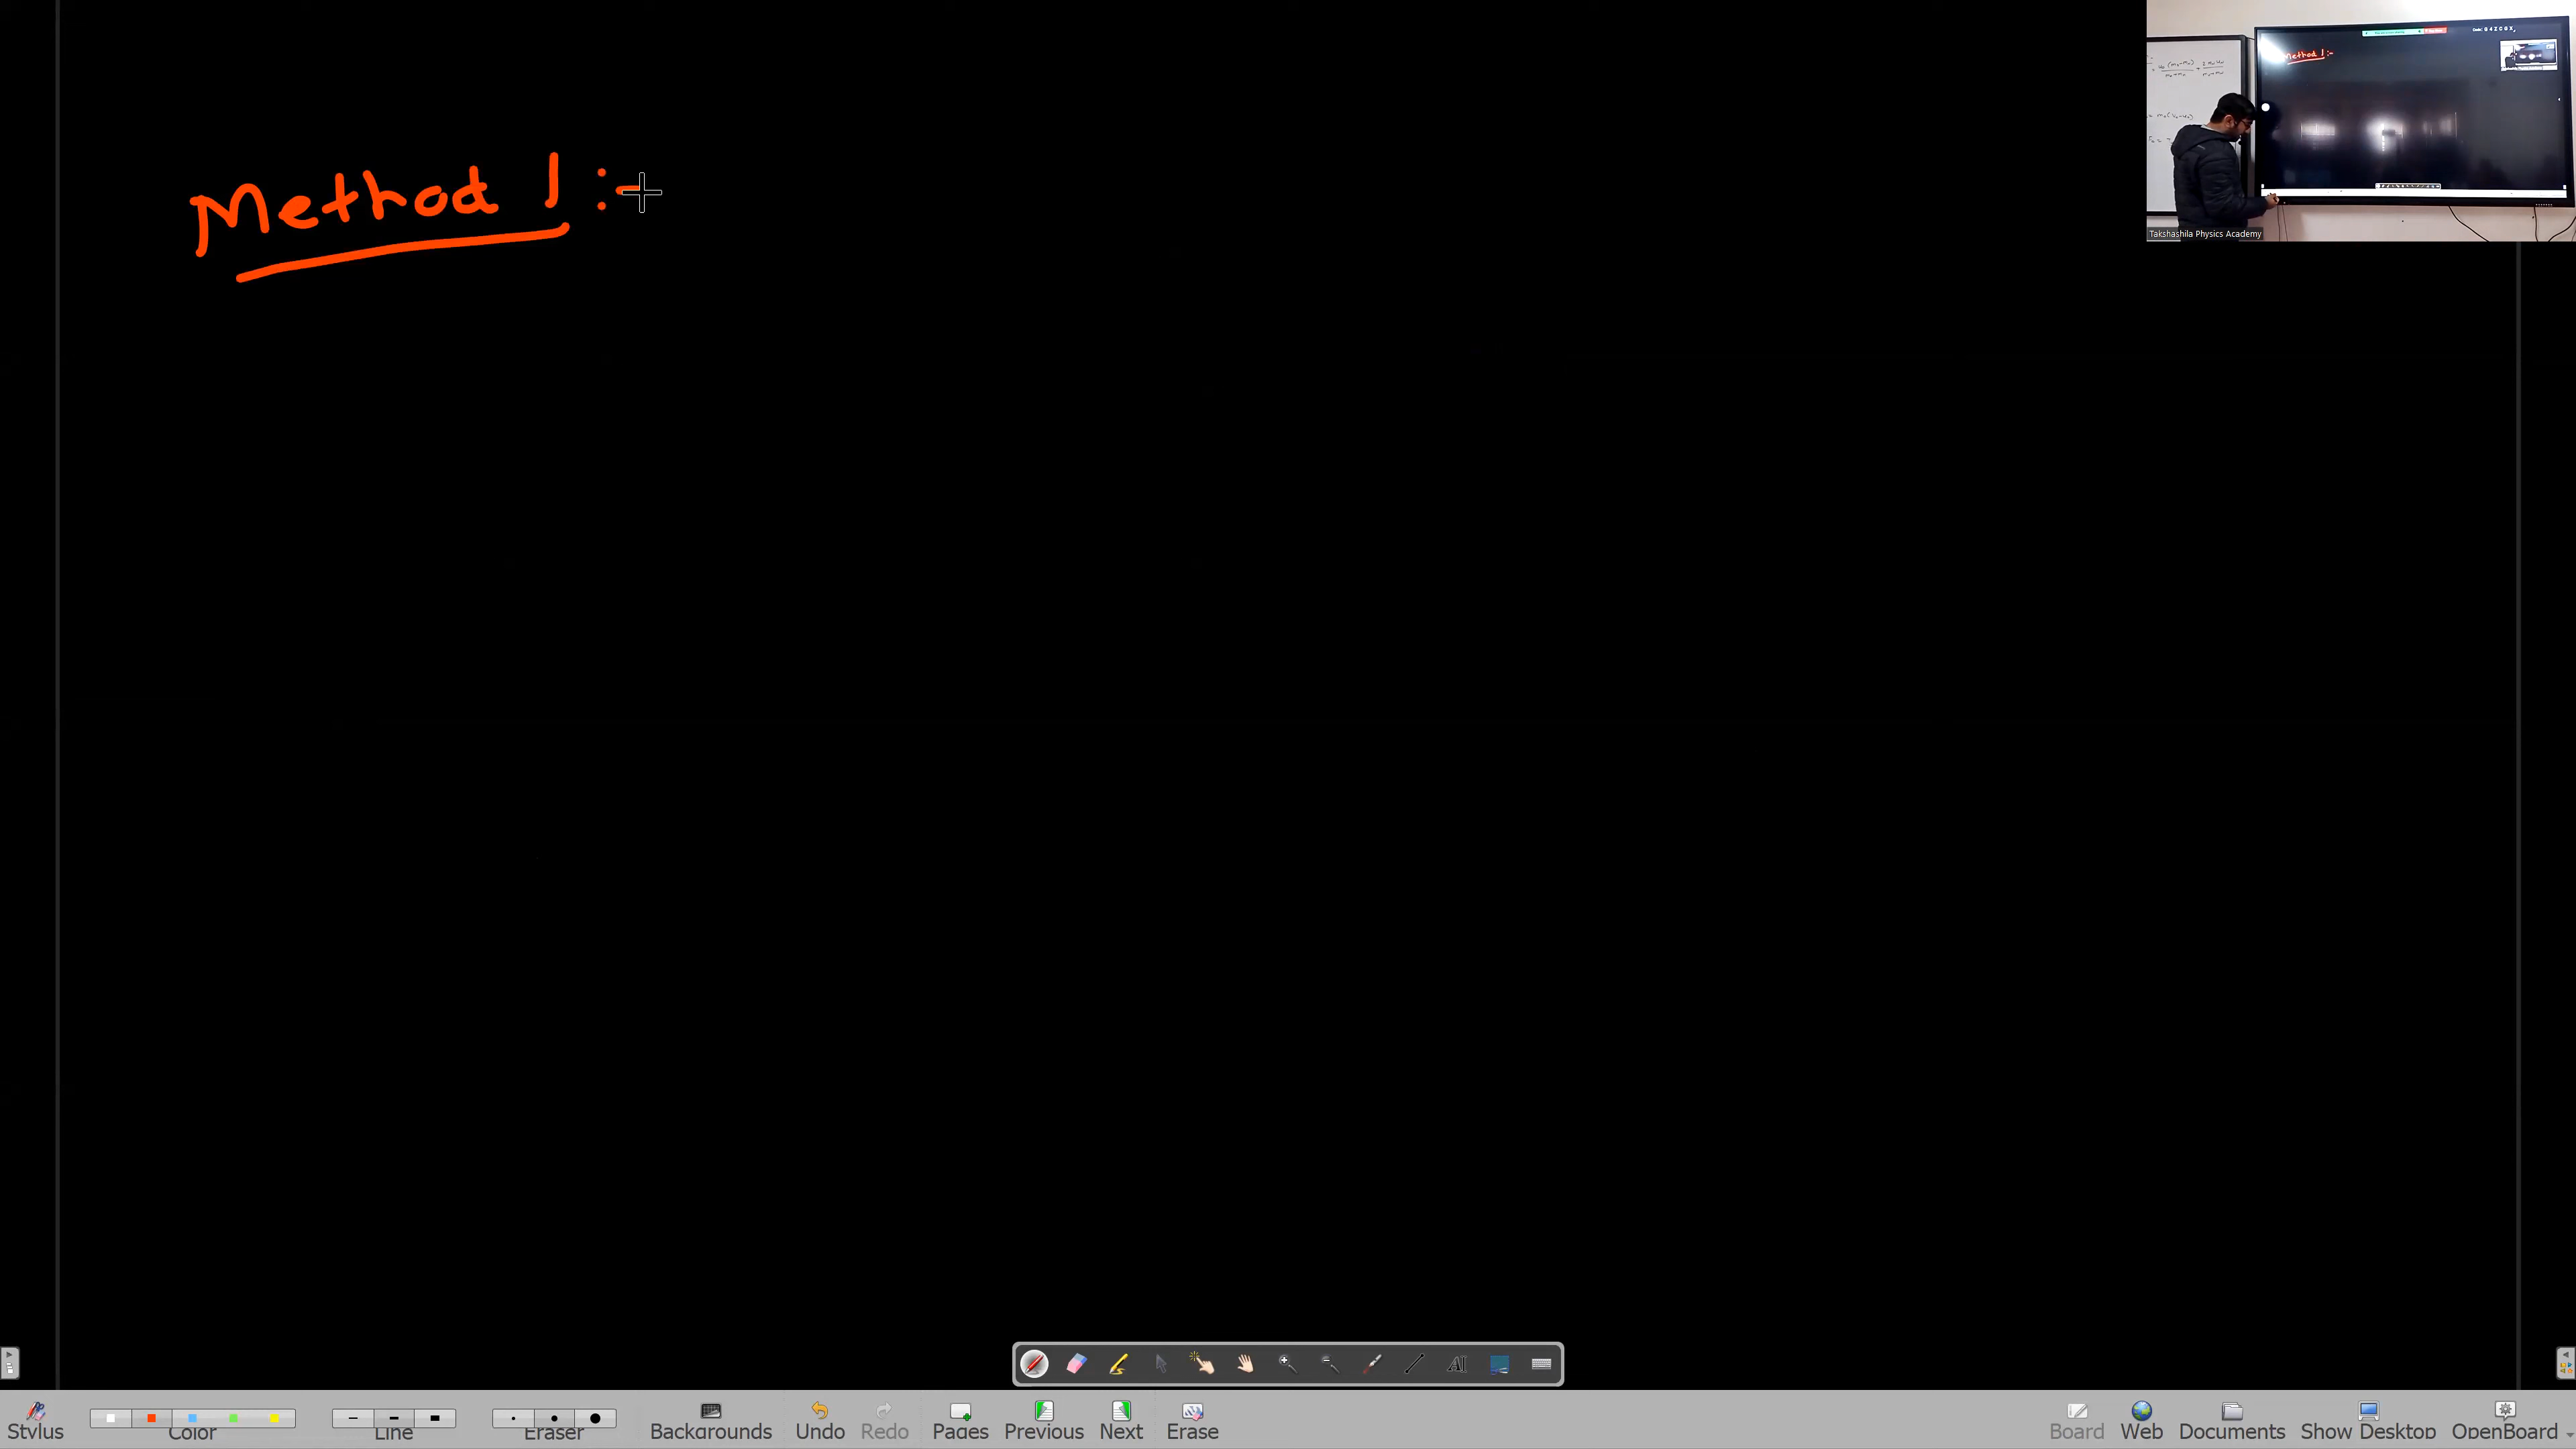 Method 1 :-
Takshashila Physics Academy
Stylus
Color
Line
Eraser
Backgrounds
Undo
Redo
Pages
Previous
Next
Erase
Board
Web
Documents
Show Desktop
OpenBoard